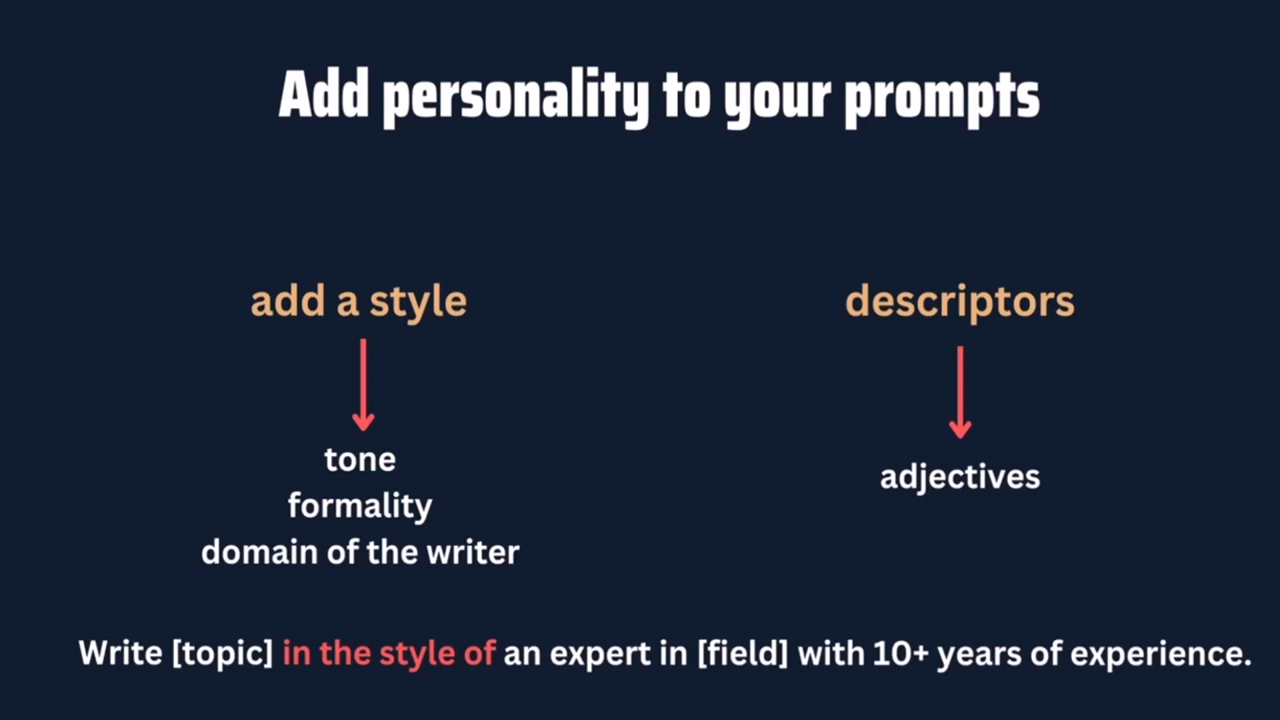 Add personality to your prompts
add a style
descriptors
tone
formality
domain of the writer
adjectives
Write [topic] in the style of an expert in [field] with 10+ years of experience.